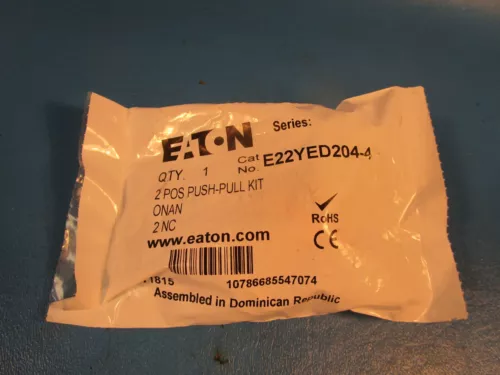 EATON
Series:
QTY. 1
Cat No. E22YED204-4
2 POS PUSH-PULL KIT
ONAN
2 NC
RoHS
www.eaton.com
CE
1815
10786685547074
Assembled in Dominican Republic